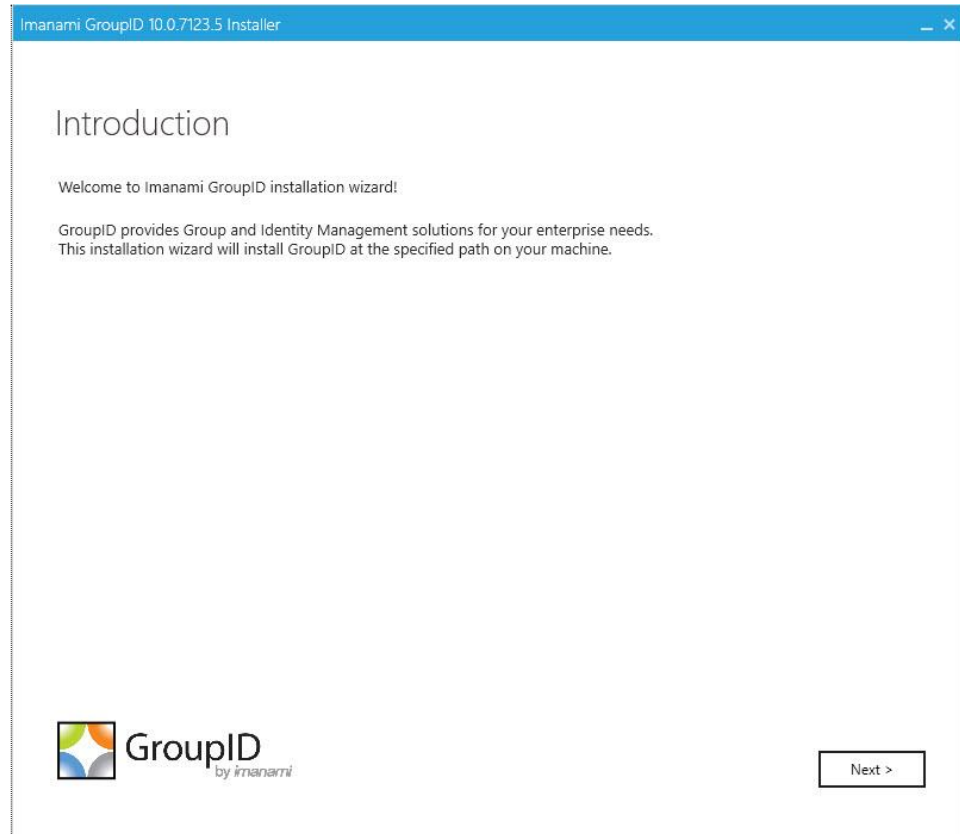 Imanami GroupID 10.0.7123.5 Installer
Introduction
Welcome to Imanami GroupID installation wizard!
GroupID provides Group and Identity Management solutions for your enterprise needs.
This installation wizard will install GroupID at the specified path on your machine.
GroupID
by imanami
Next >